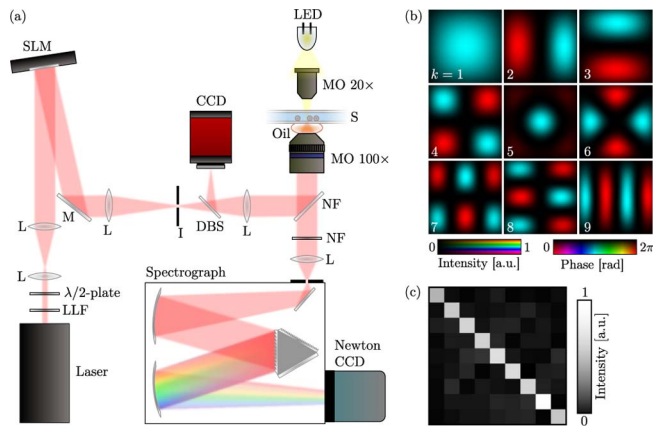 (a)
LED
SLM
MO 20×
CCD
S
Oil
MO 100×
M
L
I
DBS
L
NF
L
NF
L
L
λ/2-plate
LLF
Laser
Spectrograph
Newton
CCD
(b)
k = 1
2
3
4
5
6
7
8
9
0
1
0
2π
Intensity [a.u.]
Phase [rad]
(c)
1
Intensity [a.u.]
0